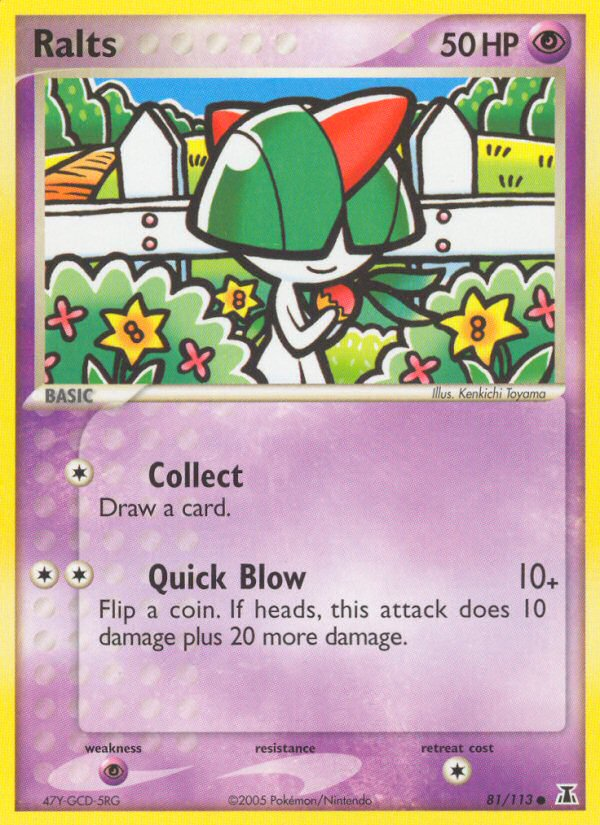 Ralts 50 HP
BASIC
Illus. Kenkichi Toyama
Collect
Draw a card.
Quick Blow 10+
Flip a coin. If heads, this attack does 10
damage plus 20 more damage.
weakness resistance retreat cost
47Y-GCD-5RG ©2005 Pokémon/Nintendo 81/113